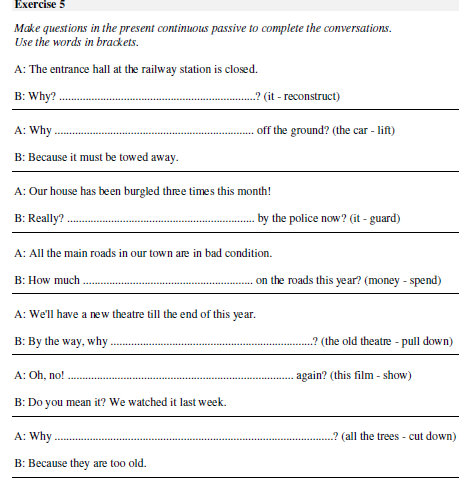 Exercise 5
Make questions in the present continuous passive to complete the conversations.
Use the words in brackets.
A: The entrance hall at the railway station is closed.
B: Why? ....................................................................? (it - reconstruct)
A: Why ..................................................................... off the ground? (the car - lift)
B: Because it must be towed away.
A: Our house has been burgled three times this month!
B: Really? ................................................................. by the police now? (it - guard)
A: All the main roads in our town are in bad condition.
B: How much ........................................................... on the roads this year? (money - spend)
A: We'll have a new theatre till the end of this year.
B: By the way, why ......................................................................? (the old theatre - pull down)
A: Oh, no! ............................................................................... again? (this film - show)
B: Do you mean it? We watched it last week.
A: Why .................................................................................................? (all the trees - cut down)
B: Because they are too old.